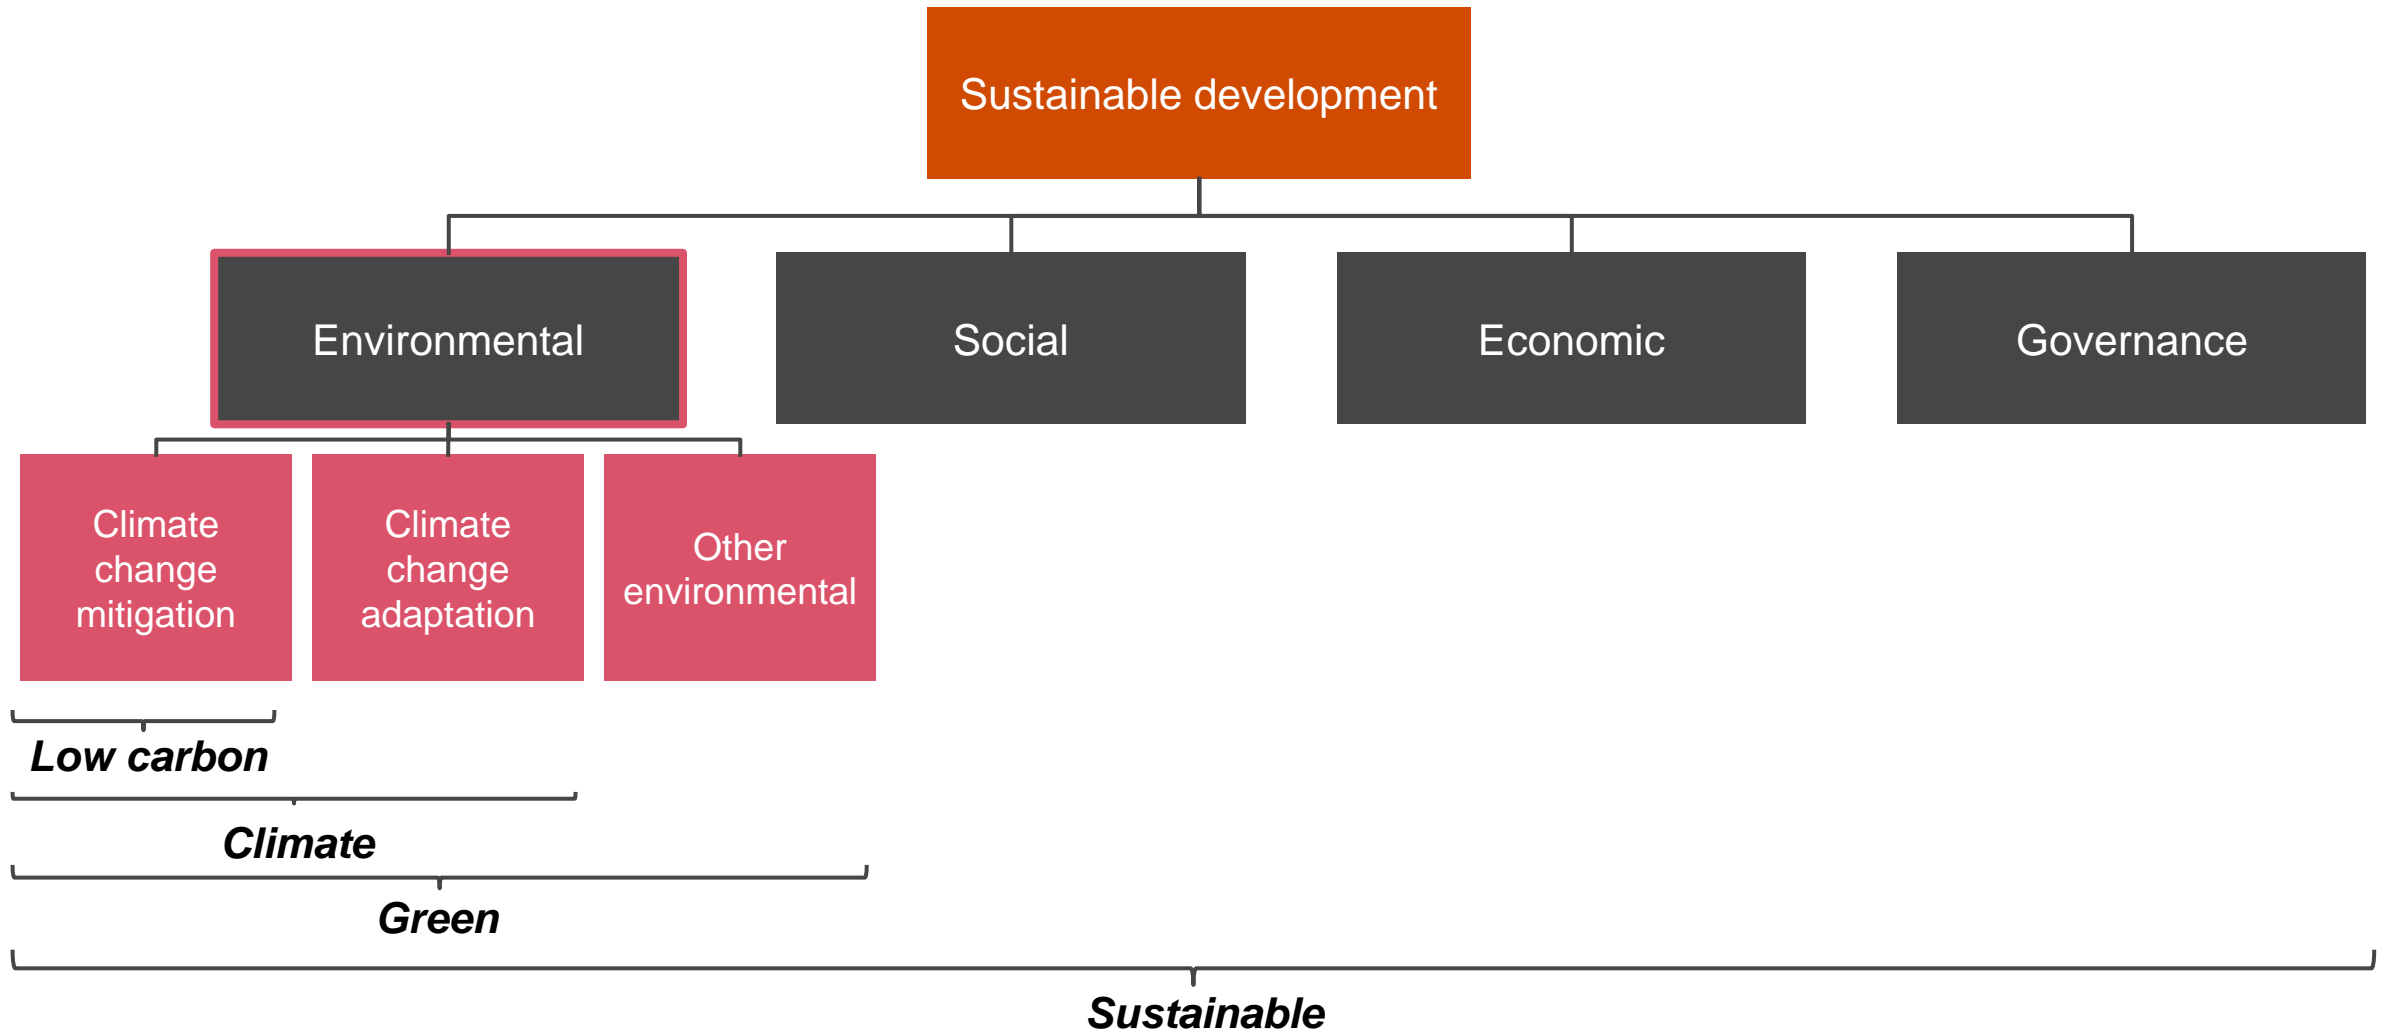 Sustainable development
Environmental
Social
Economic
Governance
Climate
change
mitigation
Climate
change
adaptation
Other
environmental
Low carbon
Climate
Green
Sustainable